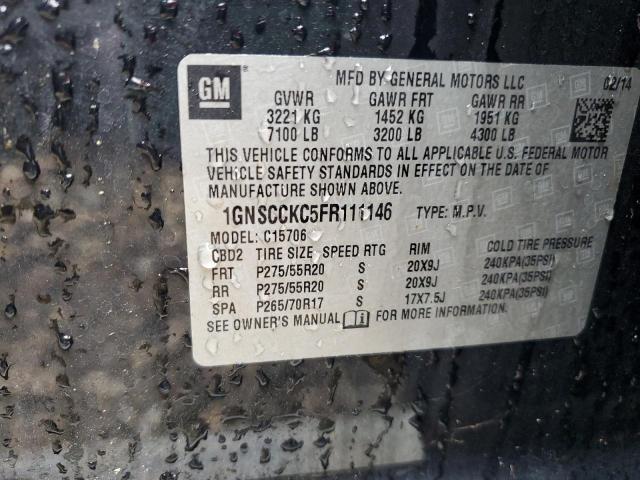 GM
MFD BY GENERAL MOTORS LLC 02/14
GVWR GAWR FRT GAWR RR
3221 KG 1452 KG 1951 KG
7100 LB 3200 LB 4300 LB
THIS VEHICLE CONFORMS TO ALL APPLICABLE U.S. FEDERAL MOTOR
VEHICLE SAFETY STANDARDS IN EFFECT ON THE DATE OF
MANUFACTURE SHOWN ABOVE.
1GNSCCKC5FR111146 TYPE: M.P.V.
MODEL: C15706
CBD2 TIRE SIZE SPEED RTG RIM COLD TIRE PRESSURE
FRT P275/55R20 S 20X9J 240KPA(35PSI)
RR P275/55R20 S 20X9J 240KPA(35PSI)
SPA P265/70R17 S 17X7.5J 240KPA(35PSI)
SEE OWNER'S MANUAL FOR MORE INFORMATION.